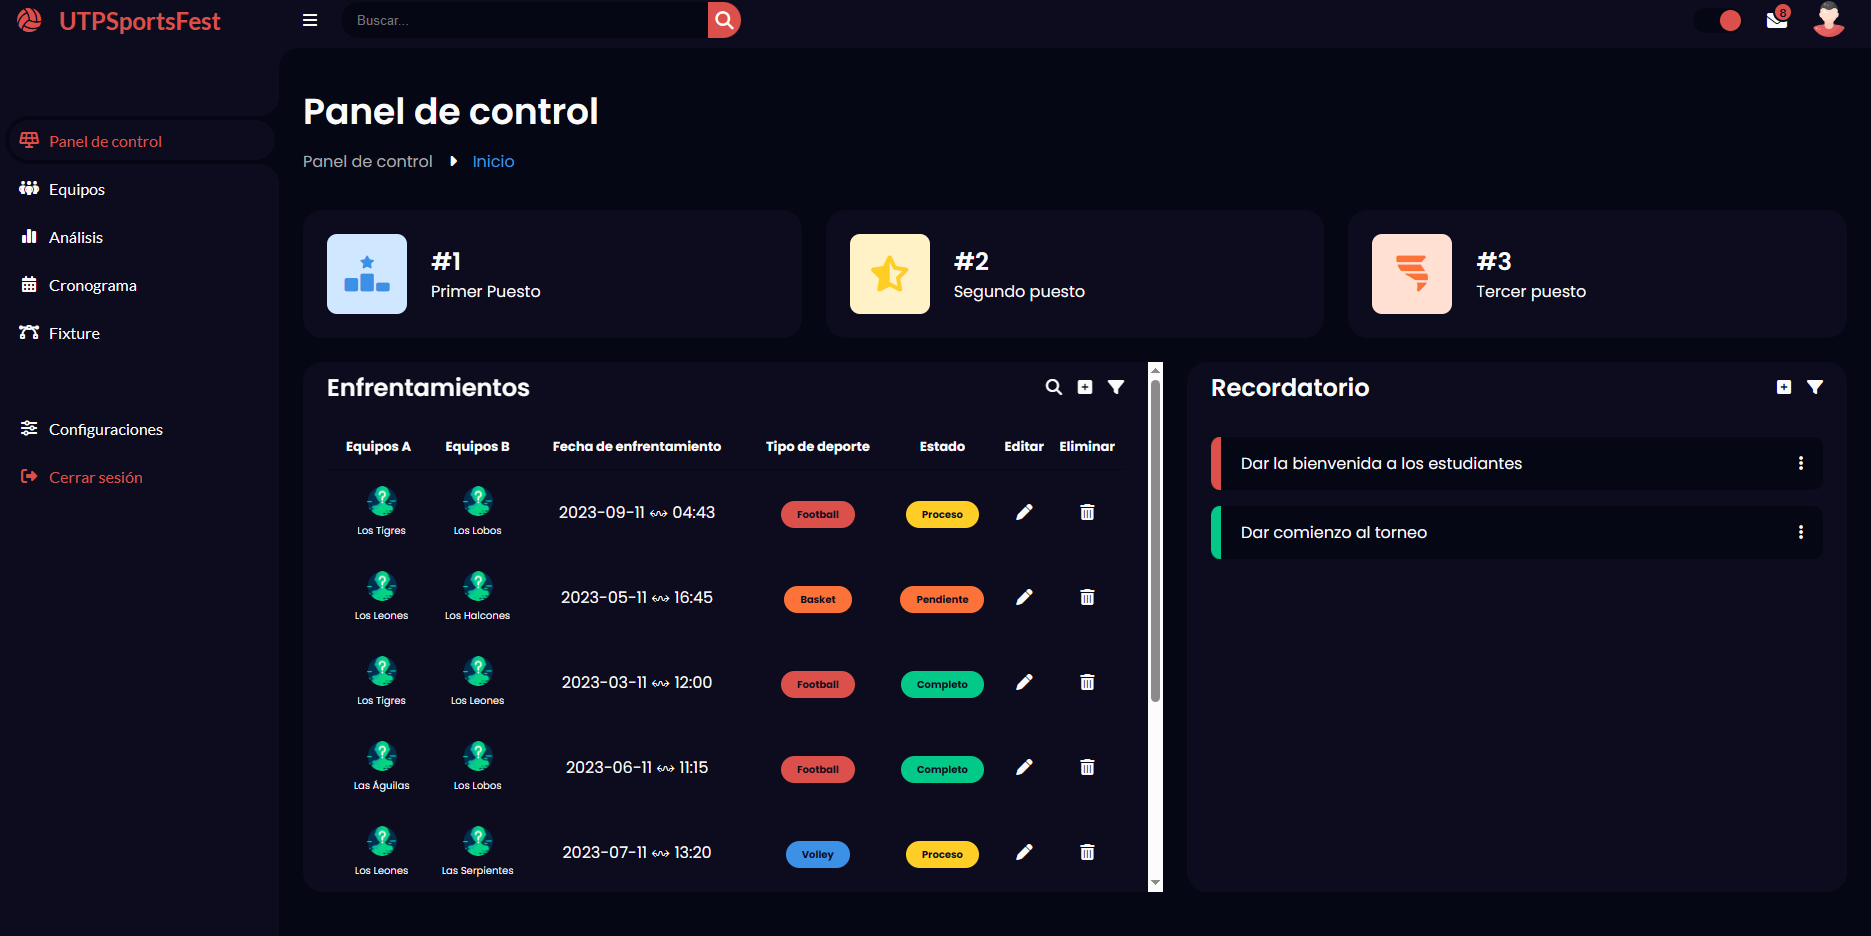 UTPSportsFest
Buscar...
8
Panel de control
Equipos
Análisis
Cronograma
Fixture
Configuraciones
Cerrar sesión
Panel de control
Panel de control Inicio
#1
Primer Puesto
#2
Segundo puesto
#3
Tercer puesto
Enfrentamientos
Equipos A Equipos B Fecha de enfrentamiento Tipo de deporte Estado Editar Eliminar
2023-09-11 ⇿ 04:43 Football Proceso
Los Tigres Los Lobos
2023-05-11 ⇿ 16:45 Basket Pendiente
Los Leones Los Halcones
2023-03-11 ⇿ 12:00 Football Completo
Los Tigres Los Leones
2023-06-11 ⇿ 11:15 Football Completo
Las Águilas Los Lobos
2023-07-11 ⇿ 13:20 Volley Proceso
Los Leones Las Serpientes
Recordatorio
Dar la bienvenida a los estudiantes
Dar comienzo al torneo